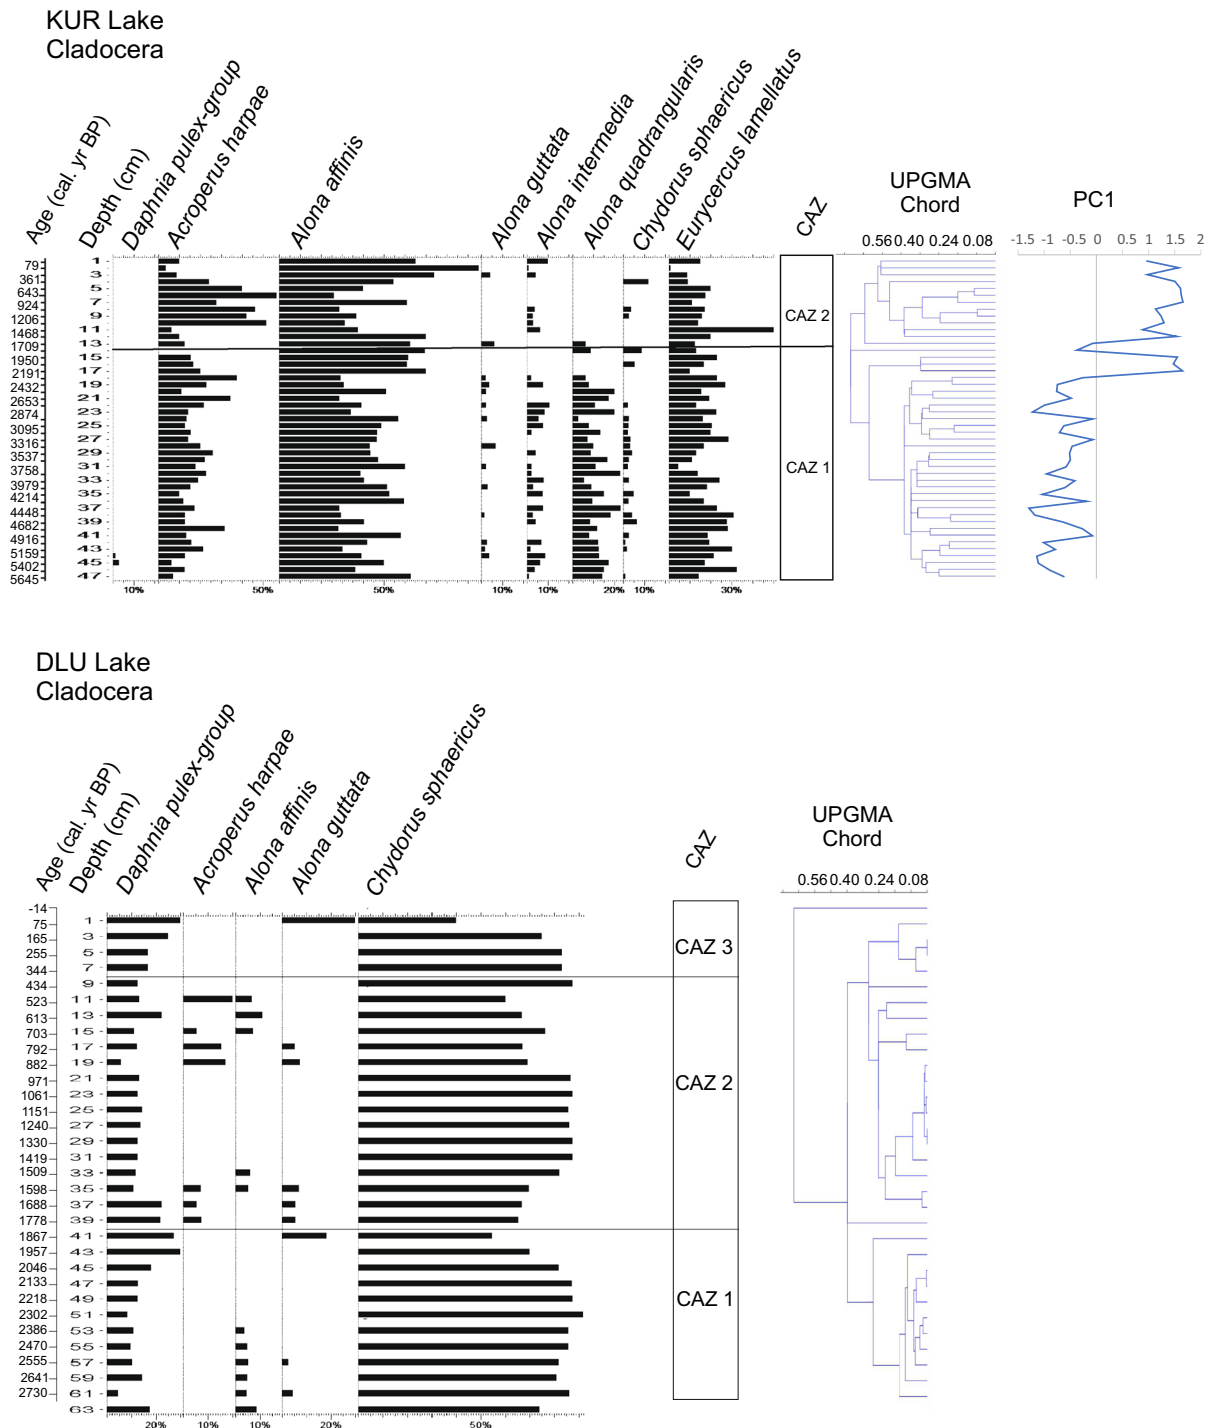 KUR Lake
Cladocera
Age (cal. yr BP)
Depth (cm)
Daphnia pulex-group
Acroperus harpae
Alona affinis
Alona guttata
Alona intermedia
Alona quadrangularis
Chydorus sphaericus
Eurycercus lamellatus
CAZ
UPGMA
Chord
PC1
0.56 0.40 0.24 0.08
-1.5 -1 -0.5 0 0.5 1 1.5 2
1
79
3
361
5
643
7
924
9
1206
11
1468
13
1709
15
1950
17
2191
19
2432
21
2653
23
2874
25
3095
27
3316
29
3537
31
3758
33
3979
35
4214
37
4448
39
4682
41
4916
43
5159
45
5402
47
5645
CAZ 2
CAZ 1
10% 50% 50% 10% 10% 20% 10% 30%
DLU Lake
Cladocera
Age (cal. yr BP)
Depth (cm)
Daphnia pulex-group
Acroperus harpae
Alona affinis
Alona guttata
Chydorus sphaericus
CAZ
UPGMA
Chord
0.56 0.40 0.24 0.08
-14
1
75
3
165
5
255
7
344
9
434
11
523
13
613
15
703
17
792
19
882
21
971
23
1061
25
1151
27
1240
29
1330
31
1419
33
1509
35
1598
37
1688
39
1778
41
1867
43
1957
45
2046
47
2133
49
2218
51
2302
53
2386
55
2470
57
2555
59
2641
61
2730
63
CAZ 3
CAZ 2
CAZ 1
20% 10% 10% 50%